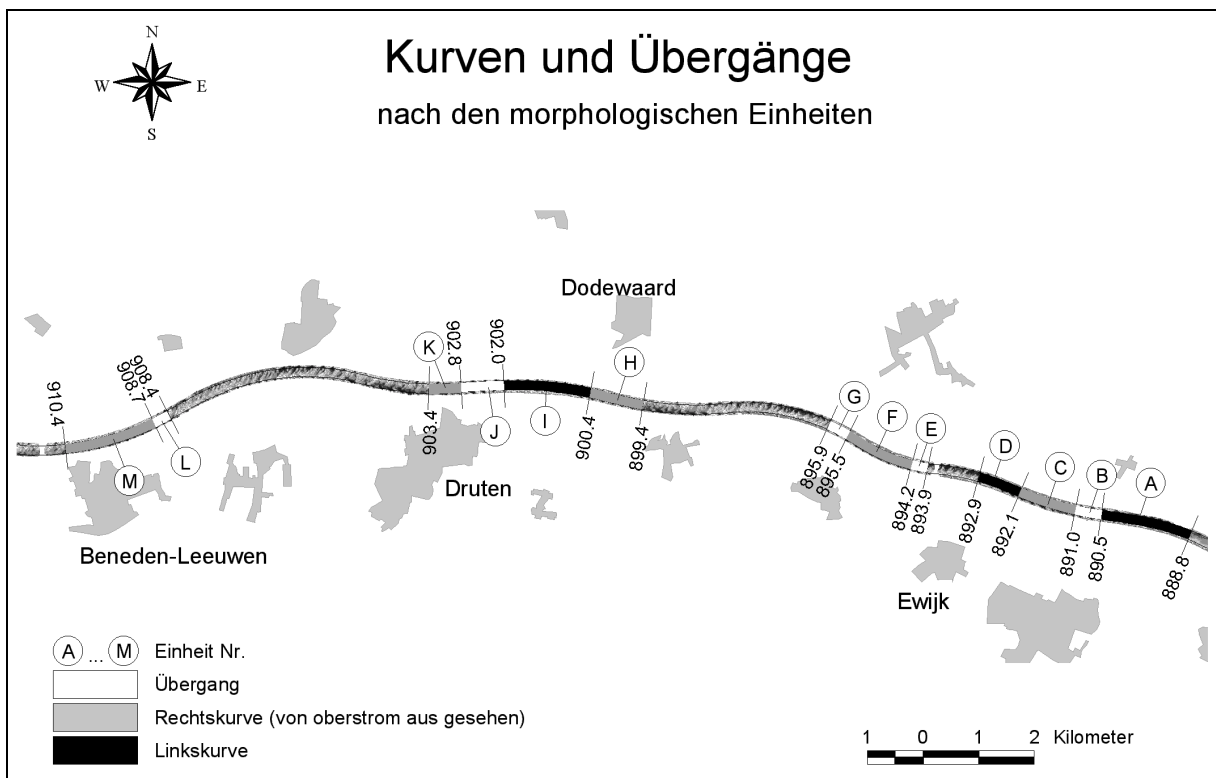 N
W E
S
Kurven und Übergänge
nach den morphologischen Einheiten
Dodewaard
K
902.8
902.0
H
908.4
908.7
910.4
G
F
E
D
C
B
A
L
M
903.4
J
I
900.4
899.4
895.9
895.5
894.2
893.9
892.9
892.1
891.0
890.5
888.8
Druten
Beneden-Leeuwen
Ewijk
A ... M Einheit Nr.
Übergang
Rechtskurve (von oberstrom aus gesehen)
Linkskurve
1 0 1 2 Kilometer